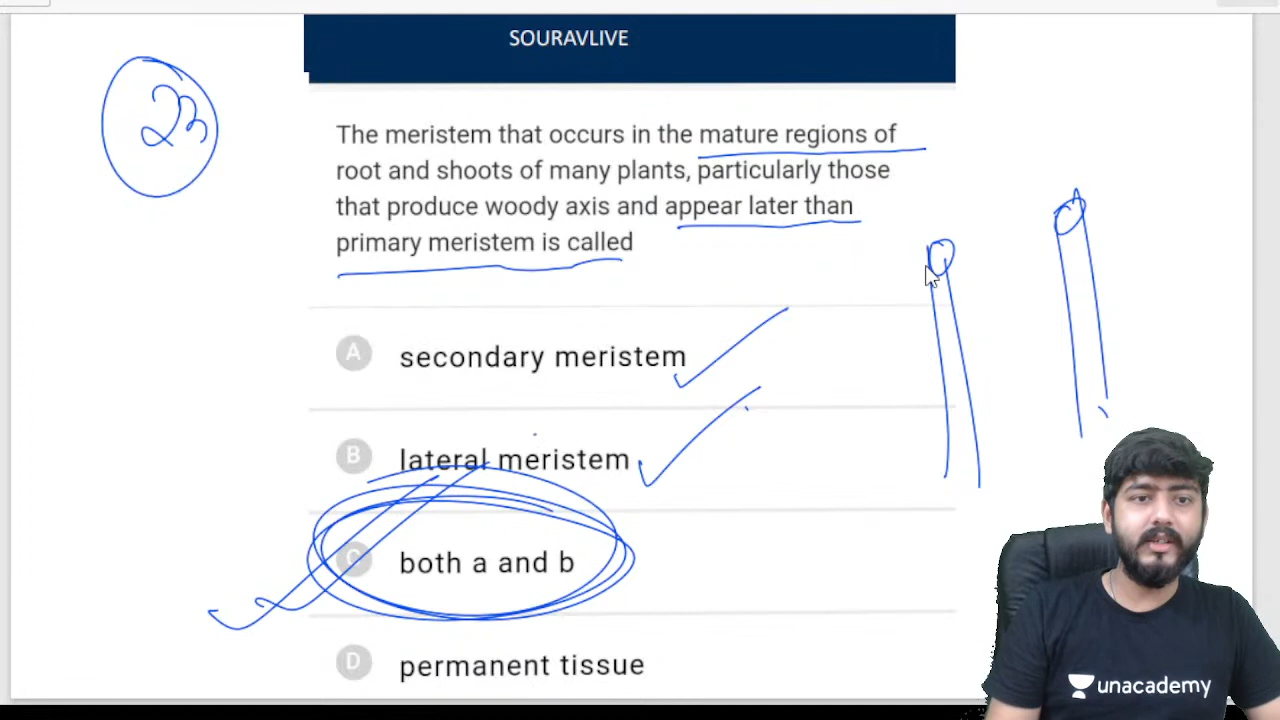 SOURAVLIVE
23
The meristem that occurs in the mature regions of
root and shoots of many plants, particularly those
that produce woody axis and appear later than
primary meristem is called
A secondary meristem
B lateral meristem
C both a and b
D permanent tissue
unacademy